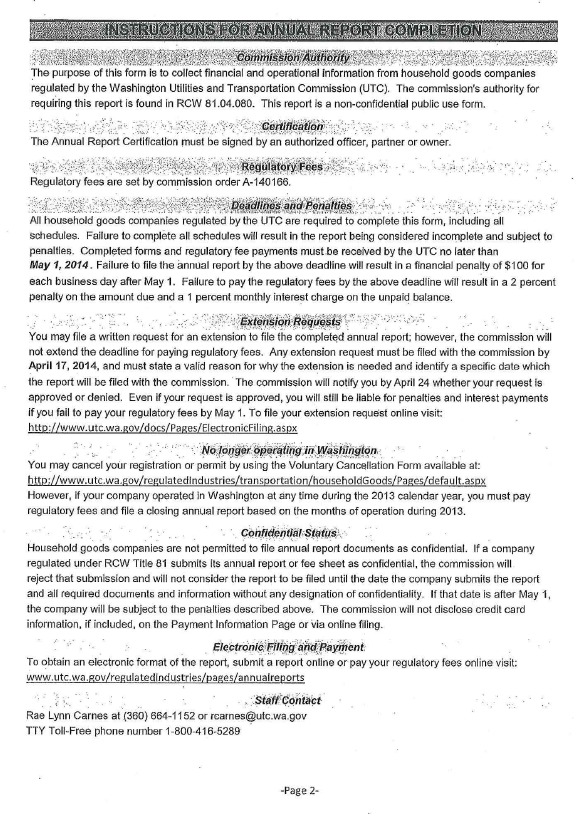 INSTRUCTIONS FOR ANNUAL REPORT COMPLETION
Commission Authority
The purpose of this form is to collect financial and operational information from household goods companies
regulated by the Washington Utilities and Transportation Commission (UTC). The commission's authority for
requiring this report is found in RCW 81.04.080. This report is a non-confidential public use form.
Certification
The Annual Report Certification must be signed by an authorized officer, partner or owner.
Regulatory Fees
Regulatory fees are set by commission order A-140166.
Deadlines and Penalties
All household goods companies regulated by the UTC are required to complete this form, including all
schedules. Failure to complete all schedules will result in the report being considered incomplete and subject to
penalties. Completed forms and regulatory fee payments must be received by the UTC no later than
May 1, 2014. Failure to file the annual report by the above deadline will result in a financial penalty of $100 for
each business day after May 1. Failure to pay the regulatory fees by the above deadline will result in a 2 percent
penalty on the amount due and a 1 percent monthly interest charge on the unpaid balance.
Extension Requests
You may file a written request for an extension to file the completed annual report; however, the commission will
not extend the deadline for paying regulatory fees. Any extension request must be filed with the commission by
April 17, 2014, and must state a valid reason for why the extension is needed and identify a specific date which
the report will be filed with the commission. The commission will notify you by April 24 whether your request is
approved or denied. Even if your request is approved, you will still be liable for penalties and interest payments
if you fail to pay your regulatory fees by May 1. To file your extension request online visit:
http://www.utc.wa.gov/docs/Pages/ElectronicFiling.aspx
No longer operating in Washington
You may cancel your registration or permit by using the Voluntary Cancellation Form available at:
http://www.utc.wa.gov/regulatedIndustries/transportation/householdGoods/Pages/default.aspx
However, if your company operated in Washington at any time during the 2013 calendar year, you must pay
regulatory fees and file a closing annual report based on the months of operation during 2013.
Confidential Status
Household goods companies are not permitted to file annual report documents as confidential. If a company
regulated under RCW Title 81 submits its annual report or fee sheet as confidential, the commission will
reject that submission and will not consider the report to be filed until the date the company submits the report
and all required documents and information without any designation of confidentiality. If that date is after May 1,
the company will be subject to the penalties described above. The commission will not disclose credit card
information, if included, on the Payment Information Page or via online filing.
Electronic Filing and Payment
To obtain an electronic format of the report, submit a report online or pay your regulatory fees online visit:
www.utc.wa.gov/regulatedindustries/pages/annualreports
Staff Contact
Rae Lynn Carnes at (360) 664-1152 or rcarnes@utc.wa.gov
TTY Toll-Free phone number 1-800-416-5289
-Page 2-